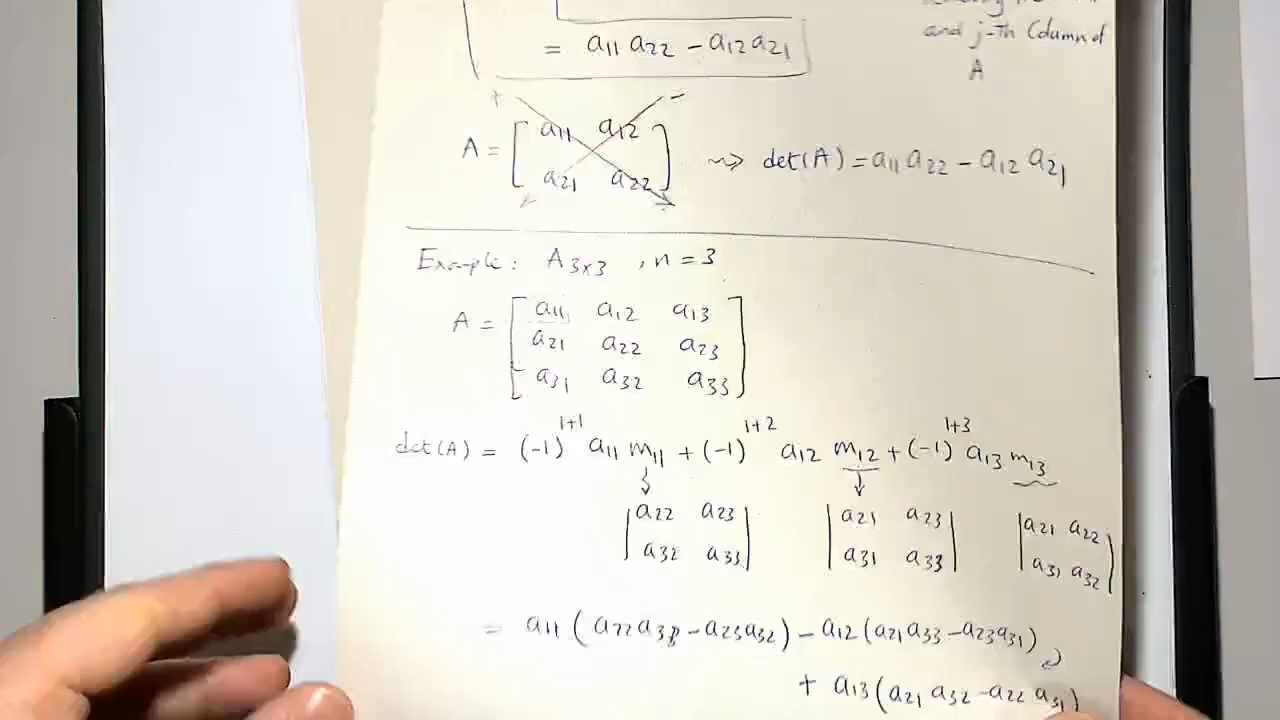 = a11 a22 - a12 a21
and j-th Column of
A
+ -
A = [ a11 a12
a21 a22 ] ⇝ det(A) = a11 a22 - a12 a21
Example: A3×3 , n = 3
A = [ a11 a12 a13
a21 a22 a23
a31 a32 a33 ]
det(A) = (-1)^1+1 a11 m11 + (-1)^1+2 a12 m12 + (-1)^1+3 a13 m13
| a22 a23 | | a21 a23 | | a21 a22 |
| a32 a33 | | a31 a33 | | a31 a32 |
= a11 (a22 a33 - a23 a32) - a12 (a21 a33 - a23 a31)
+ a13 (a21 a32 - a22 a31)